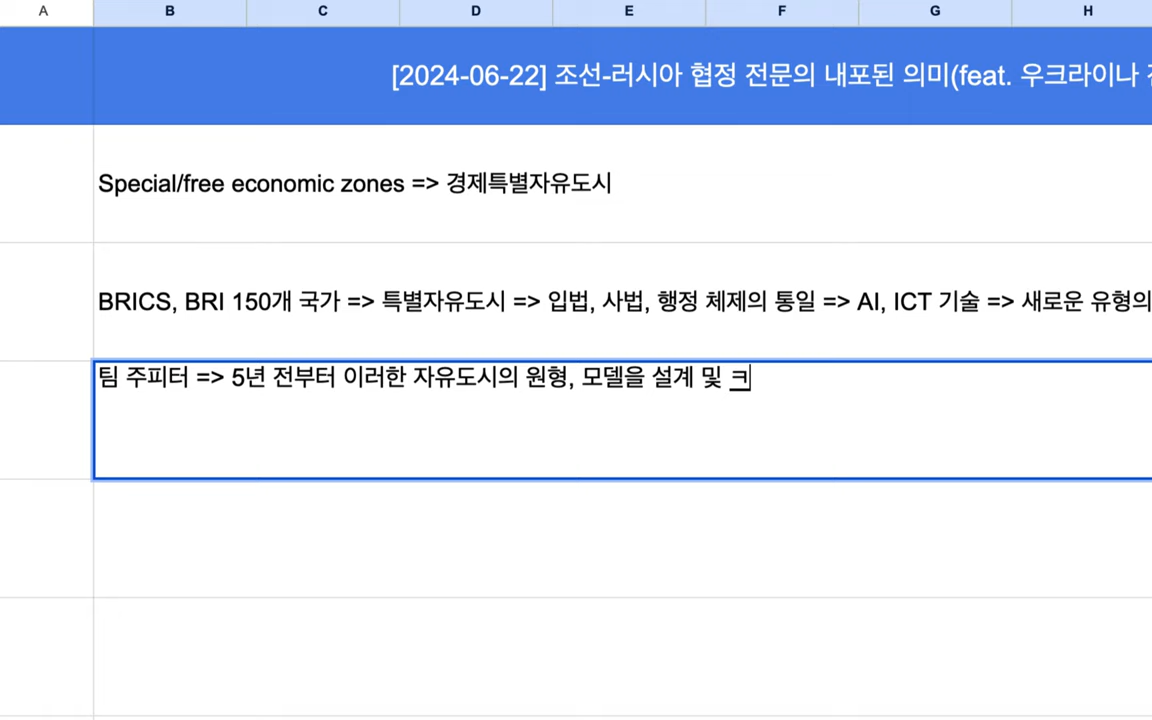 A B C D E F G H
[2024-06-22] 조선-러시아 협정 전문의 내포된 의미(feat. 우크라이나
Special/free economic zones => 경제특별자유도시
BRICS, BRI 150개 국가 => 특별자유도시 => 입법, 사법, 행정 체제의 통일 => AI, ICT 기술 => 새로운 유형의
팀 주피터 => 5년 전부터 이러한 자유도시의 원형, 모델을 설계 및 ㅋ